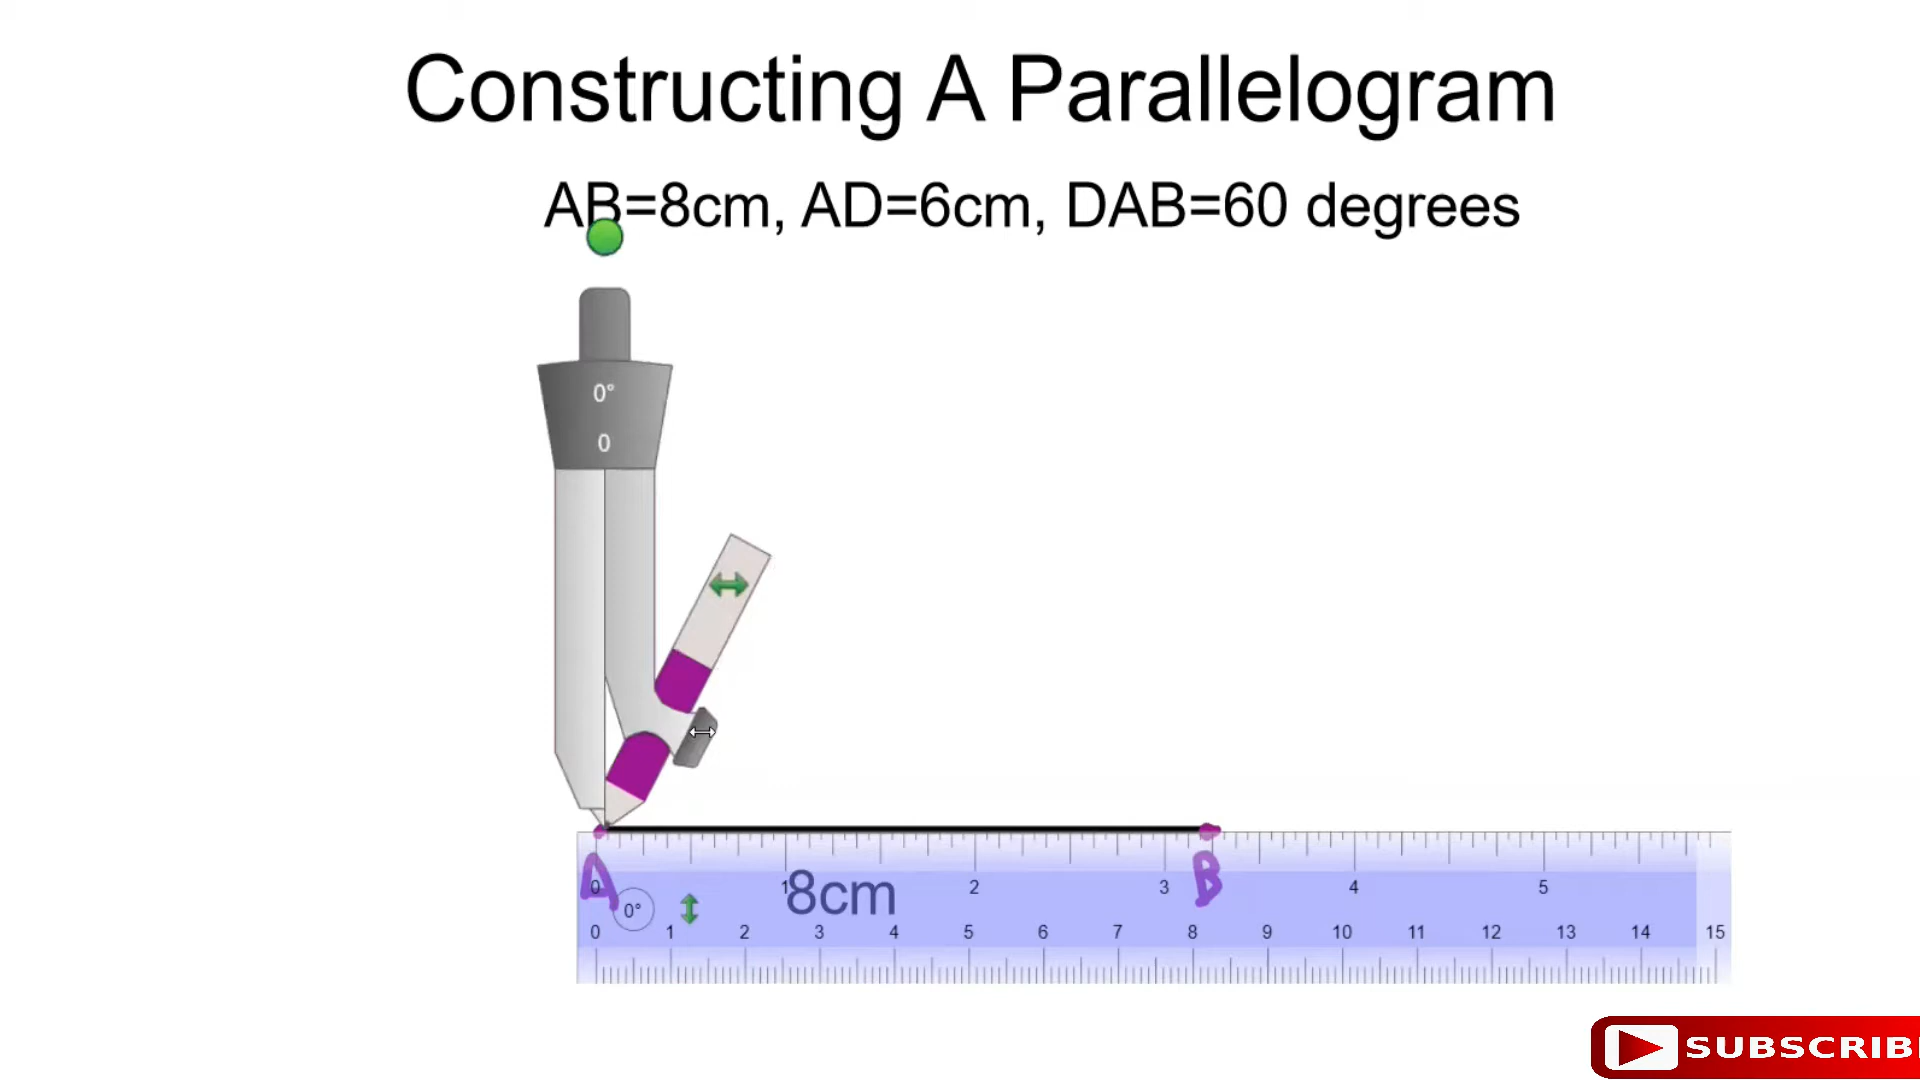 Constructing A Parallelogram
AB=8cm, AD=6cm, DAB=60 degrees
0°
0
A
B
0 1 2 3 4 5
8cm
0°
0 1 2 3 4 5 6 7 8 9 10 11 12 13 14 15
SUBSCRIB